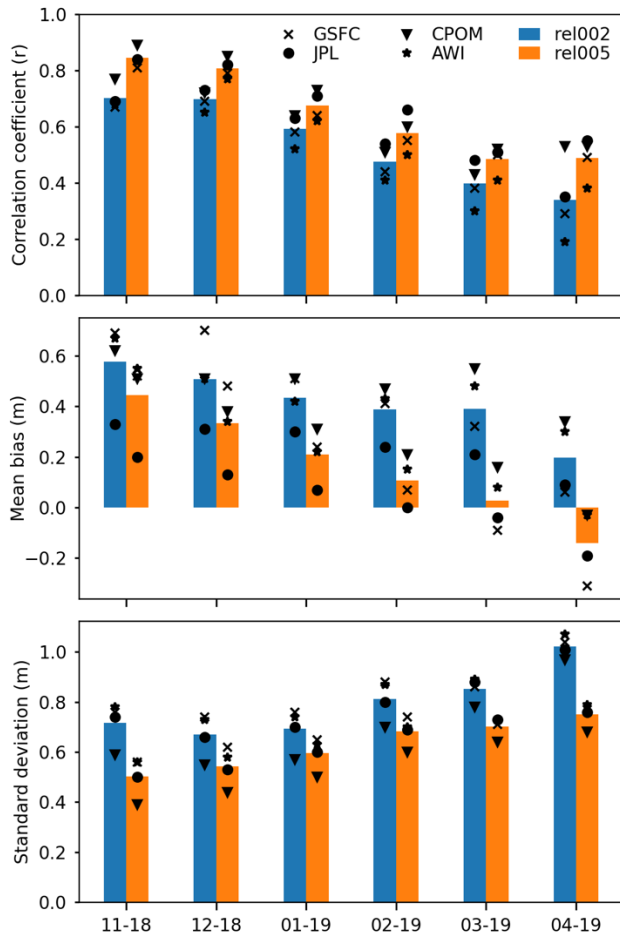 GSFC CPOM rel002
JPL AWI rel005
Correlation coefficient (r)
1.0
0.8
0.6
0.4
0.2
0.0
Mean bias (m)
0.6
0.4
0.2
0.0
−0.2
Standard deviation (m)
1.0
0.8
0.6
0.4
0.2
0.0
11-18 12-18 01-19 02-19 03-19 04-19